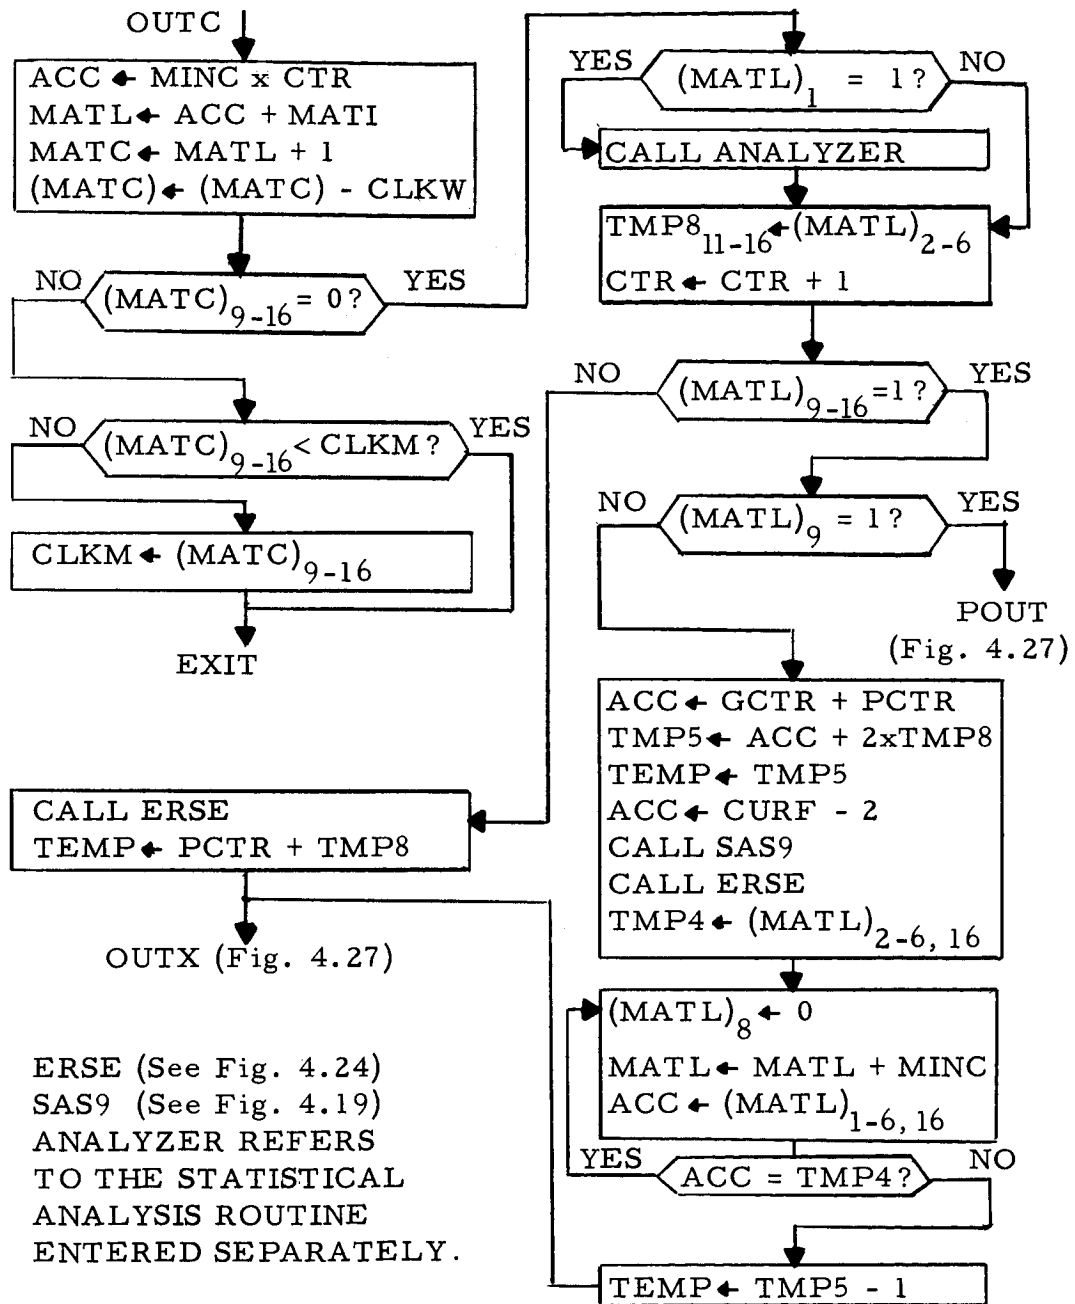 OUTC
ACC ← MINC x CTR
MATL ← ACC + MATI
MATC ← MATL + 1
(MATC) ← (MATC) - CLKW
NO
(MATC)9-16 = 0?
YES
NO
(MATC)9-16 < CLKM?
YES
CLKM ← (MATC)9-16
EXIT
CALL ERSE
TEMP ← PCTR + TMP8
OUTX (Fig. 4.27)
ERSE (See Fig. 4.24)
SAS9 (See Fig. 4.19)
ANALYZER REFERS
TO THE STATISTICAL
ANALYSIS ROUTINE
ENTERED SEPARATELY.
YES
(MATL)1 = 1?
NO
CALL ANALYZER
TMP811-16 ← (MATL)2-6
CTR ← CTR + 1
NO
(MATL)9-16 = 1?
YES
NO
(MATL)9 = 1?
YES
POUT
(Fig. 4.27)
ACC ← GCTR + PCTR
TMP5 ← ACC + 2xTMP8
TEMP ← TMP5
ACC ← CURF - 2
CALL SAS9
CALL ERSE
TMP4 ← (MATL)2-6, 16
(MATL)8 ← 0
MATL ← MATL + MINC
ACC ← (MATL)1-6, 16
YES
ACC = TMP4?
NO
TEMP ← TMP5 - 1